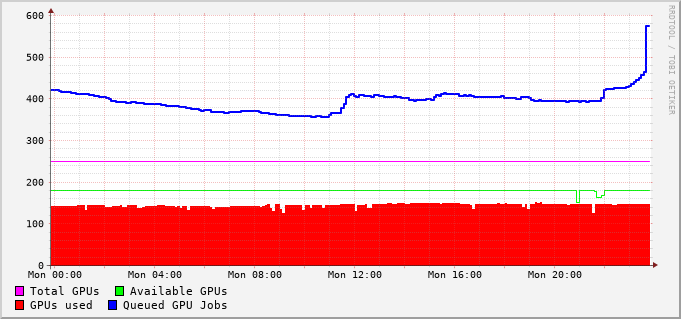 600
500
400
300
200
100
0
Mon 00:00 Mon 04:00 Mon 08:00 Mon 12:00 Mon 16:00 Mon 20:00
Total GPUs Available GPUs
GPUs used Queued GPU Jobs
RRDTOOL / TOBI OETIKER